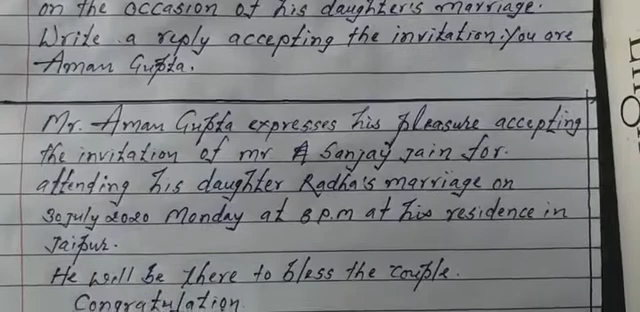 on the occasion of his daughter's marriage.
Write a reply accepting the invitation. You are
Aman Gupta.
Mr. Aman Gupta expresses his pleasure accepting
the invitation of mr Sanjay Jain for.
attending his daughter Radha's marriage on
30 July 2020 Monday at 8 p.m at his residence in
Jaipur.
He will be there to bless the couple.
Congratulation